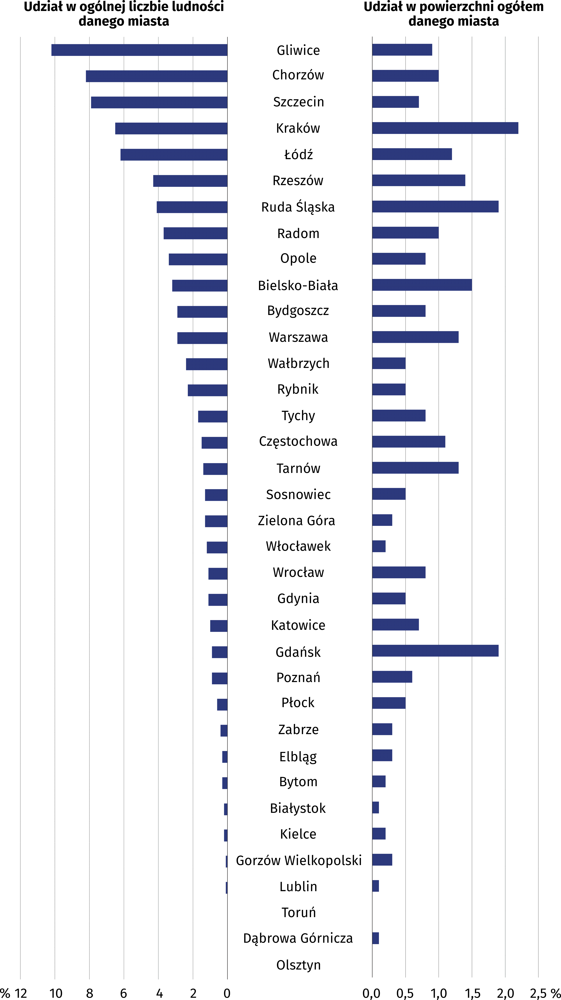 Udział w ogólnej liczbie ludności
danego miasta
Udział w powierzchni ogółem
danego miasta
Gliwice
Chorzów
Szczecin
Kraków
Łódź
Rzeszów
Ruda Śląska
Radom
Opole
Bielsko-Biała
Bydgoszcz
Warszawa
Wałbrzych
Rybnik
Tychy
Częstochowa
Tarnów
Sosnowiec
Zielona Góra
Włocławek
Wrocław
Gdynia
Katowice
Gdańsk
Poznań
Płock
Zabrze
Elbląg
Bytom
Białystok
Kielce
Gorzów Wielkopolski
Lublin
Toruń
Dąbrowa Górnicza
Olsztyn
% 12 10 8 6 4 2 0
0,0 0,5 1,0 1,5 2,0 2,5 %